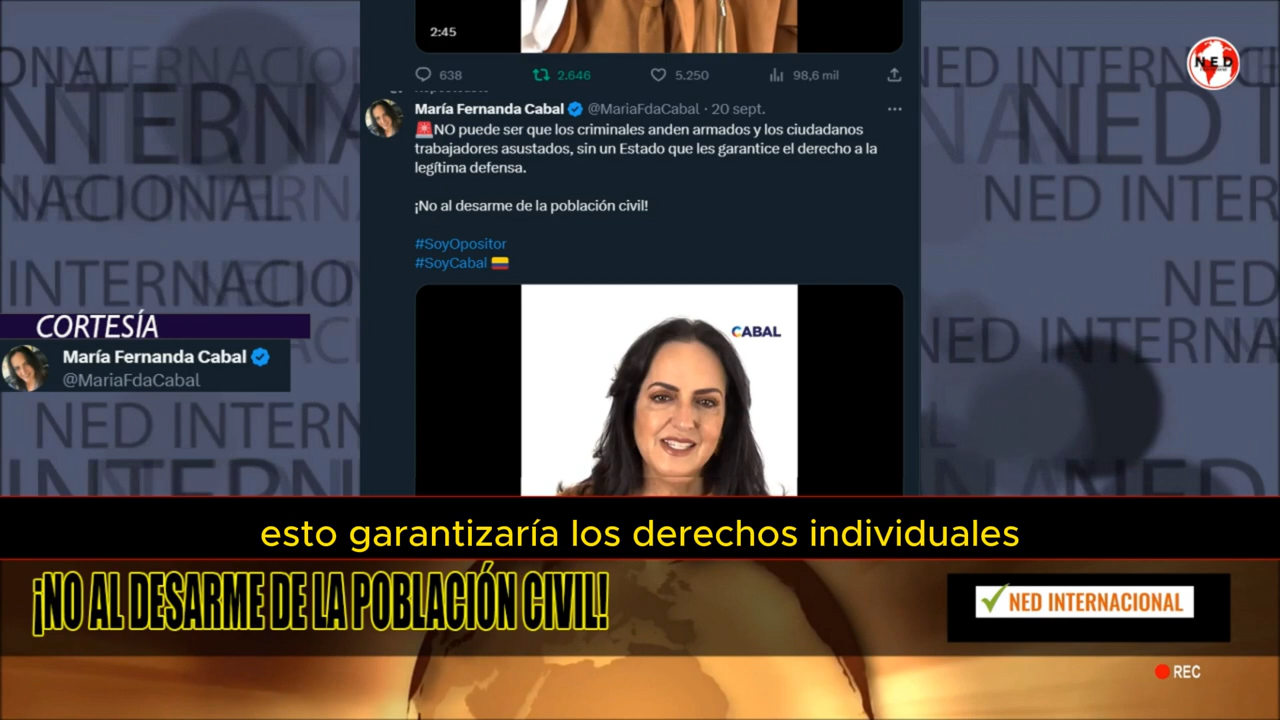 2:45
638
2.646
5.250
98,6 mil
NED
María Fernanda Cabal @MariaFdaCabal · 20 sept.
🚨NO puede ser que los criminales anden armados y los ciudadanos
trabajadores asustados, sin un Estado que les garantice el derecho a la
legítima defensa.
¡No al desarme de la población civil!
#SoyOpositor
#SoyCabal 🇨🇴
CABAL
CORTESÍA
María Fernanda Cabal
@MariaFdaCabal
esto garantizaría los derechos individuales
¡NO AL DESARME DE LA POBLACIÓN CIVIL!
NED INTERNACIONAL
REC